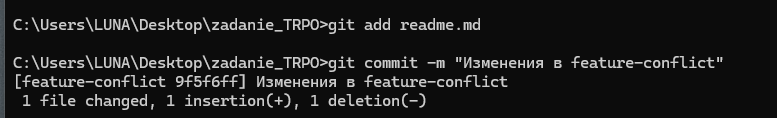 C:\Users\LUNA\Desktop\zadanie_TRPO>git add readme.md
C:\Users\LUNA\Desktop\zadanie_TRPO>git commit -m "Изменения в feature-conflict"
[feature-conflict 9f5f6ff] Изменения в feature-conflict
 1 file changed, 1 insertion(+), 1 deletion(-)